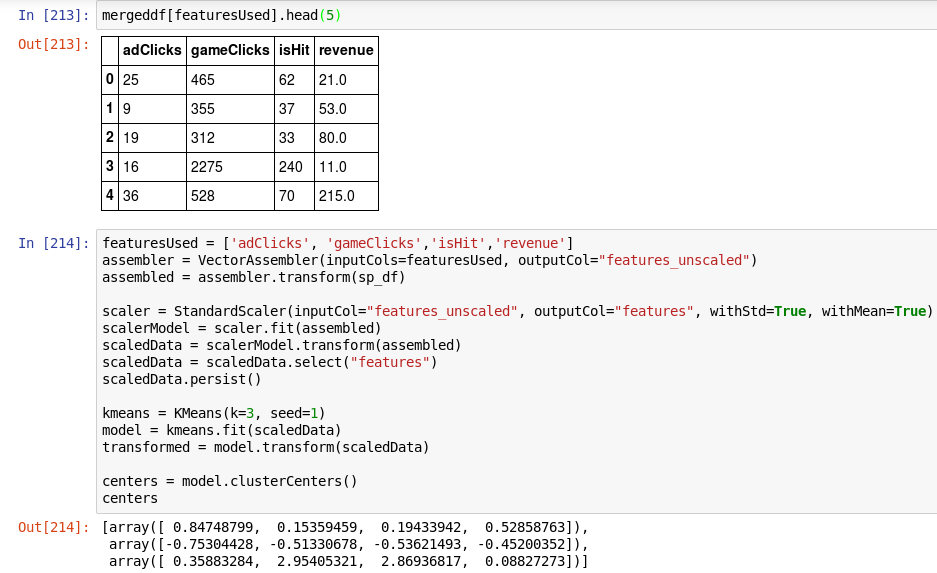 In [213]: mergeddf[featuresUsed].head(5)
Out[213]:
adClicks gameClicks isHit revenue
0 25 465 62 21.0
1 9 355 37 53.0
2 19 312 33 80.0
3 16 2275 240 11.0
4 36 528 70 215.0
In [214]: featuresUsed = ['adClicks', 'gameClicks','isHit','revenue']
assembler = VectorAssembler(inputCols=featuresUsed, outputCol="features_unscaled")
assembled = assembler.transform(sp_df)
scaler = StandardScaler(inputCol="features_unscaled", outputCol="features", withStd=True, withMean=True)
scalerModel = scaler.fit(assembled)
scaledData = scalerModel.transform(assembled)
scaledData = scaledData.select("features")
scaledData.persist()
kmeans = KMeans(k=3, seed=1)
model = kmeans.fit(scaledData)
transformed = model.transform(scaledData)
centers = model.clusterCenters()
centers
Out[214]: [array([ 0.84748799, 0.15359459, 0.19433942, 0.52858763]),
array([-0.75304428, -0.51330678, -0.53621493, -0.45200352]),
array([ 0.35883284, 2.95405321, 2.86936817, 0.08827273])]